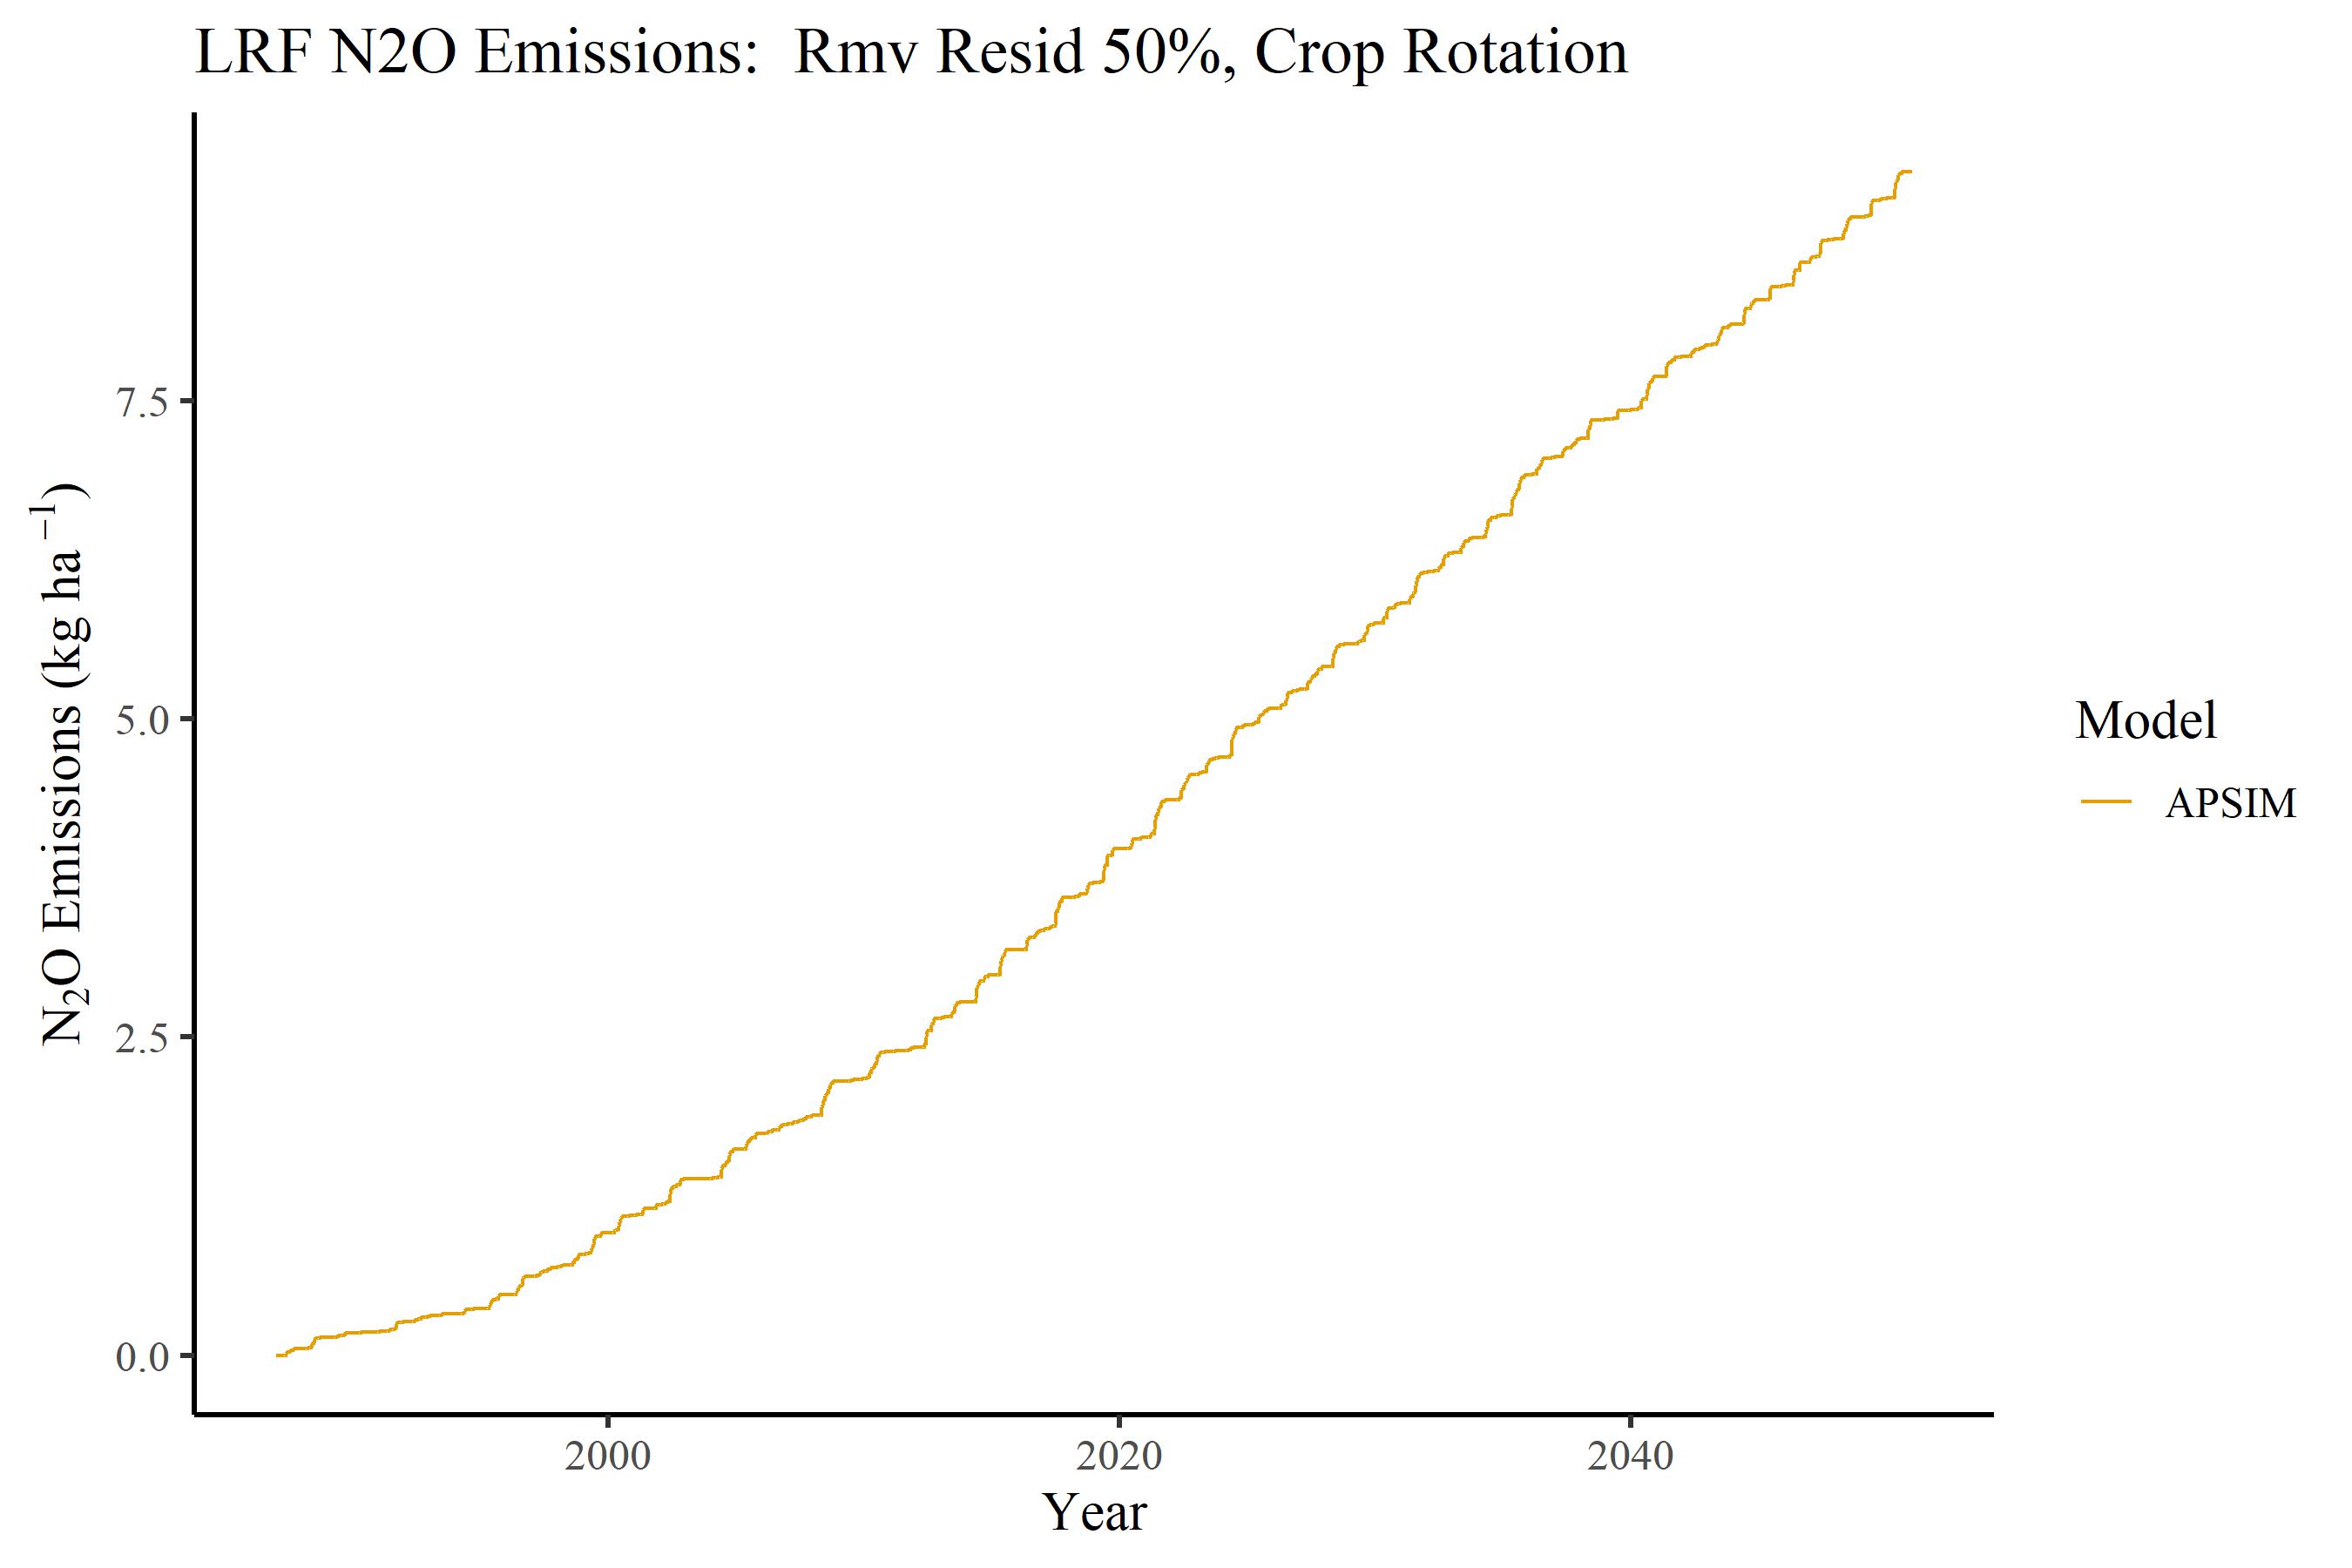 LRF N2O Emissions:  Rmv Resid 50%, Crop Rotation
N₂O Emissions (kg ha⁻¹)
7.5
5.0
2.5
0.0
2000
2020
2040
Year
Model
APSIM